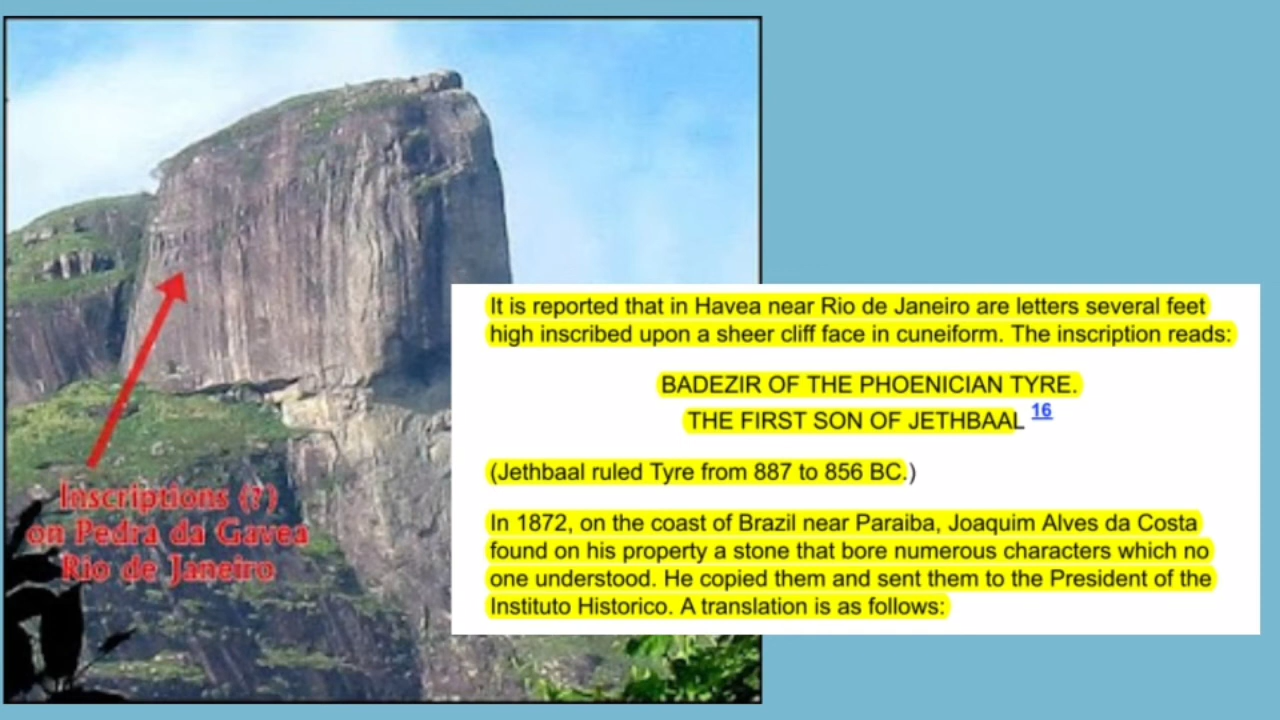 Inscriptions (?)
on Pedra da Gavea
Rio de Janeiro
It is reported that in Havea near Rio de Janeiro are letters several feet
high inscribed upon a sheer cliff face in cuneiform. The inscription reads:
BADEZIR OF THE PHOENICIAN TYRE.
THE FIRST SON OF JETHBAAL 16
(Jethbaal ruled Tyre from 887 to 856 BC.)
In 1872, on the coast of Brazil near Paraiba, Joaquim Alves da Costa
found on his property a stone that bore numerous characters which no
one understood. He copied them and sent them to the President of the
Instituto Historico. A translation is as follows: